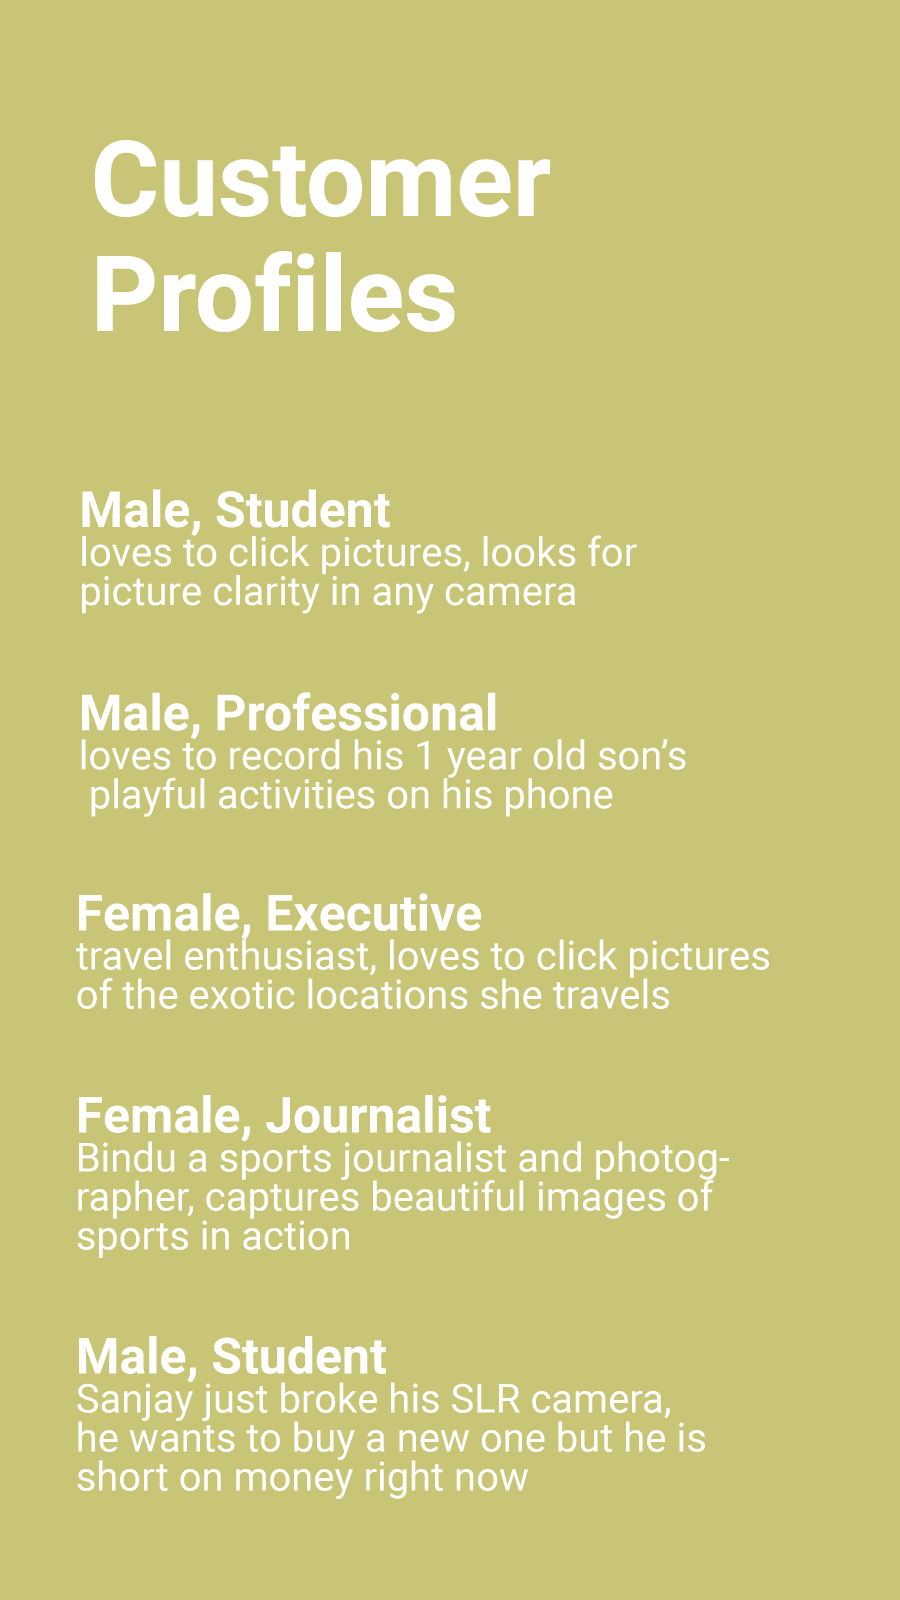 Customer
Profiles
Male, Student
loves to click pictures, looks for
picture clarity in any camera
Male, Professional
loves to record his 1 year old son’s
playful activities on his phone
Female, Executive
travel enthusiast, loves to click pictures
of the exotic locations she travels
Female, Journalist
Bindu a sports journalist and photog-
rapher, captures beautiful images of
sports in action
Male, Student
Sanjay just broke his SLR camera,
he wants to buy a new one but he is
short on money right now